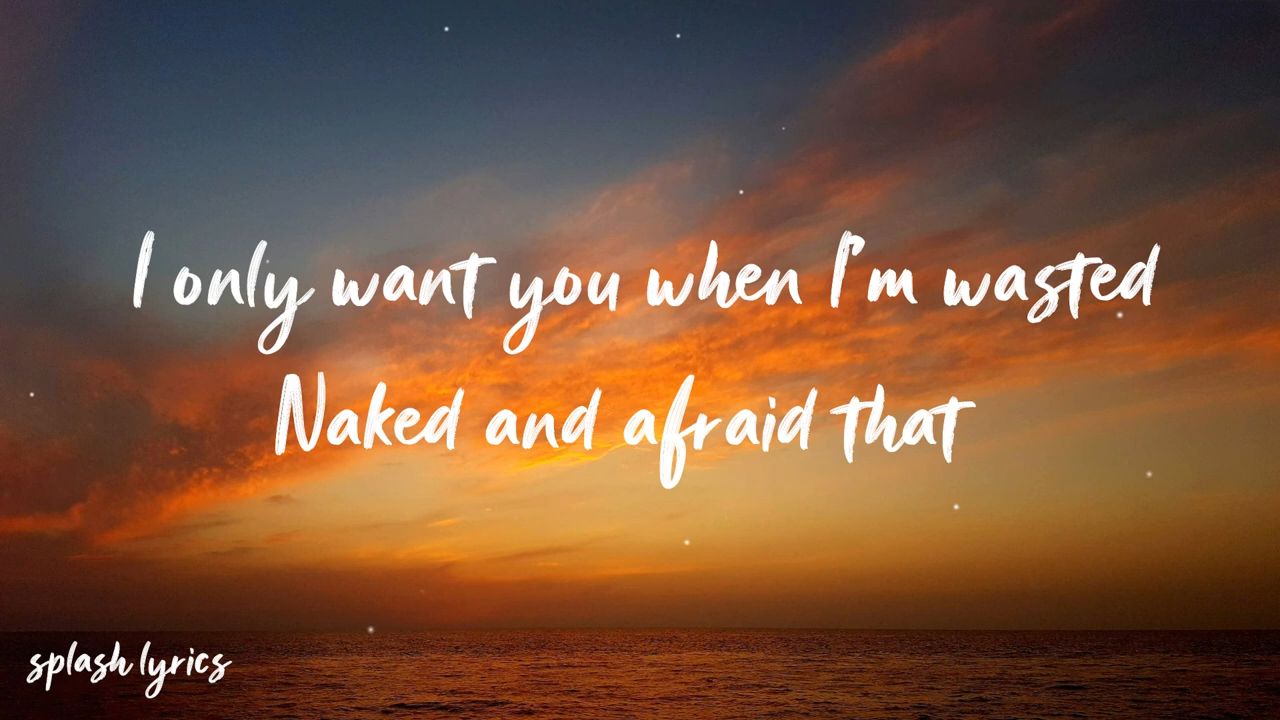 I only want you when I'm wasted
Naked and afraid that
splash lyrics